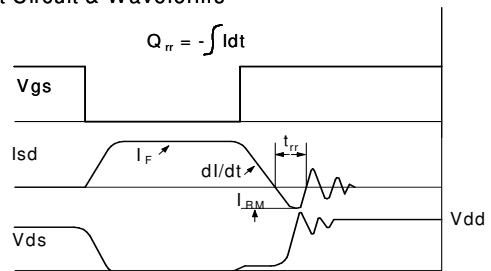 t Circuit & Waveforms
Q rr = - ∫ Idt
Vgs
Isd
I F
dI/dt
t rr
I RM
Vdd
Vds